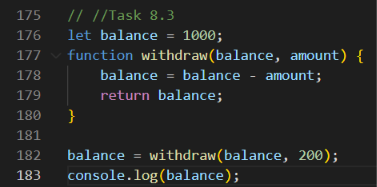 175 // //Task 8.3
176 let balance = 1000;
177 function withdraw(balance, amount) {
178     balance = balance - amount;
179     return balance;
180 }
181
182 balance = withdraw(balance, 200);
183 console.log(balance);